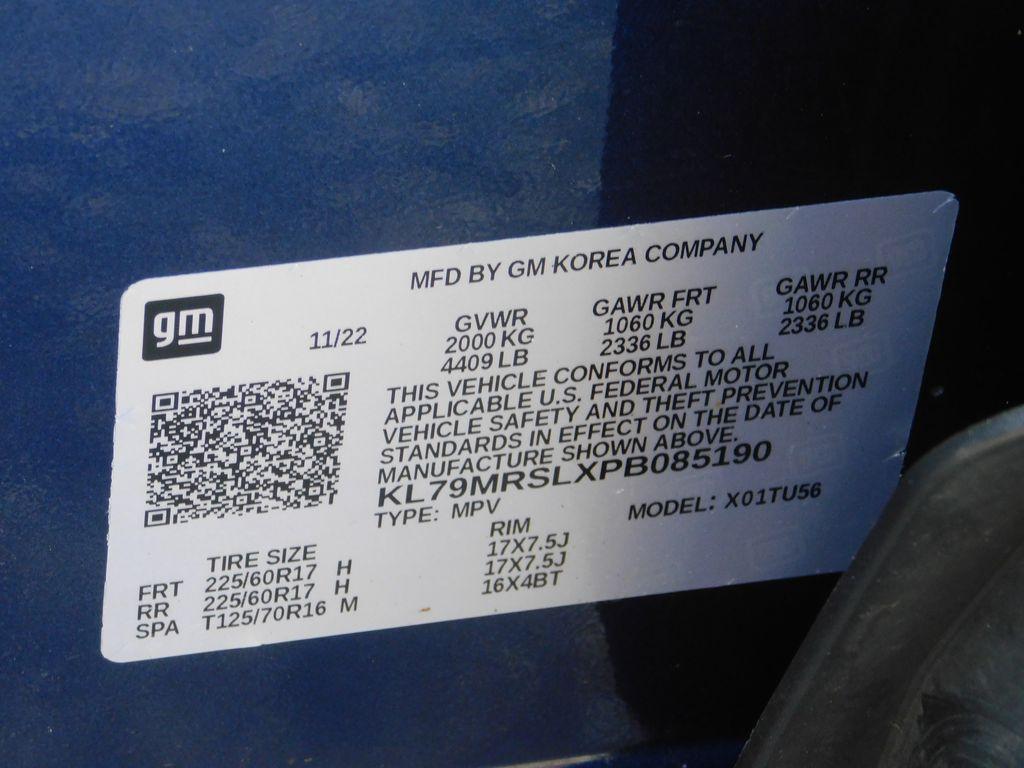 MFD BY GM KOREA COMPANY
gm
11/22
GVWR
2000 KG
4409 LB
GAWR FRT
1060 KG
2336 LB
GAWR RR
1060 KG
2336 LB
THIS VEHICLE CONFORMS TO ALL
APPLICABLE U.S. FEDERAL MOTOR
VEHICLE SAFETY AND THEFT PREVENTION
STANDARDS IN EFFECT ON THE DATE OF
MANUFACTURE SHOWN ABOVE.
KL79MRSLXPB085190
TYPE: MPV
MODEL: X01TU56
TIRE SIZE
RIM
FRT 225/60R17 H 17X7.5J
RR 225/60R17 H 17X7.5J
SPA T125/70R16 M 16X4BT